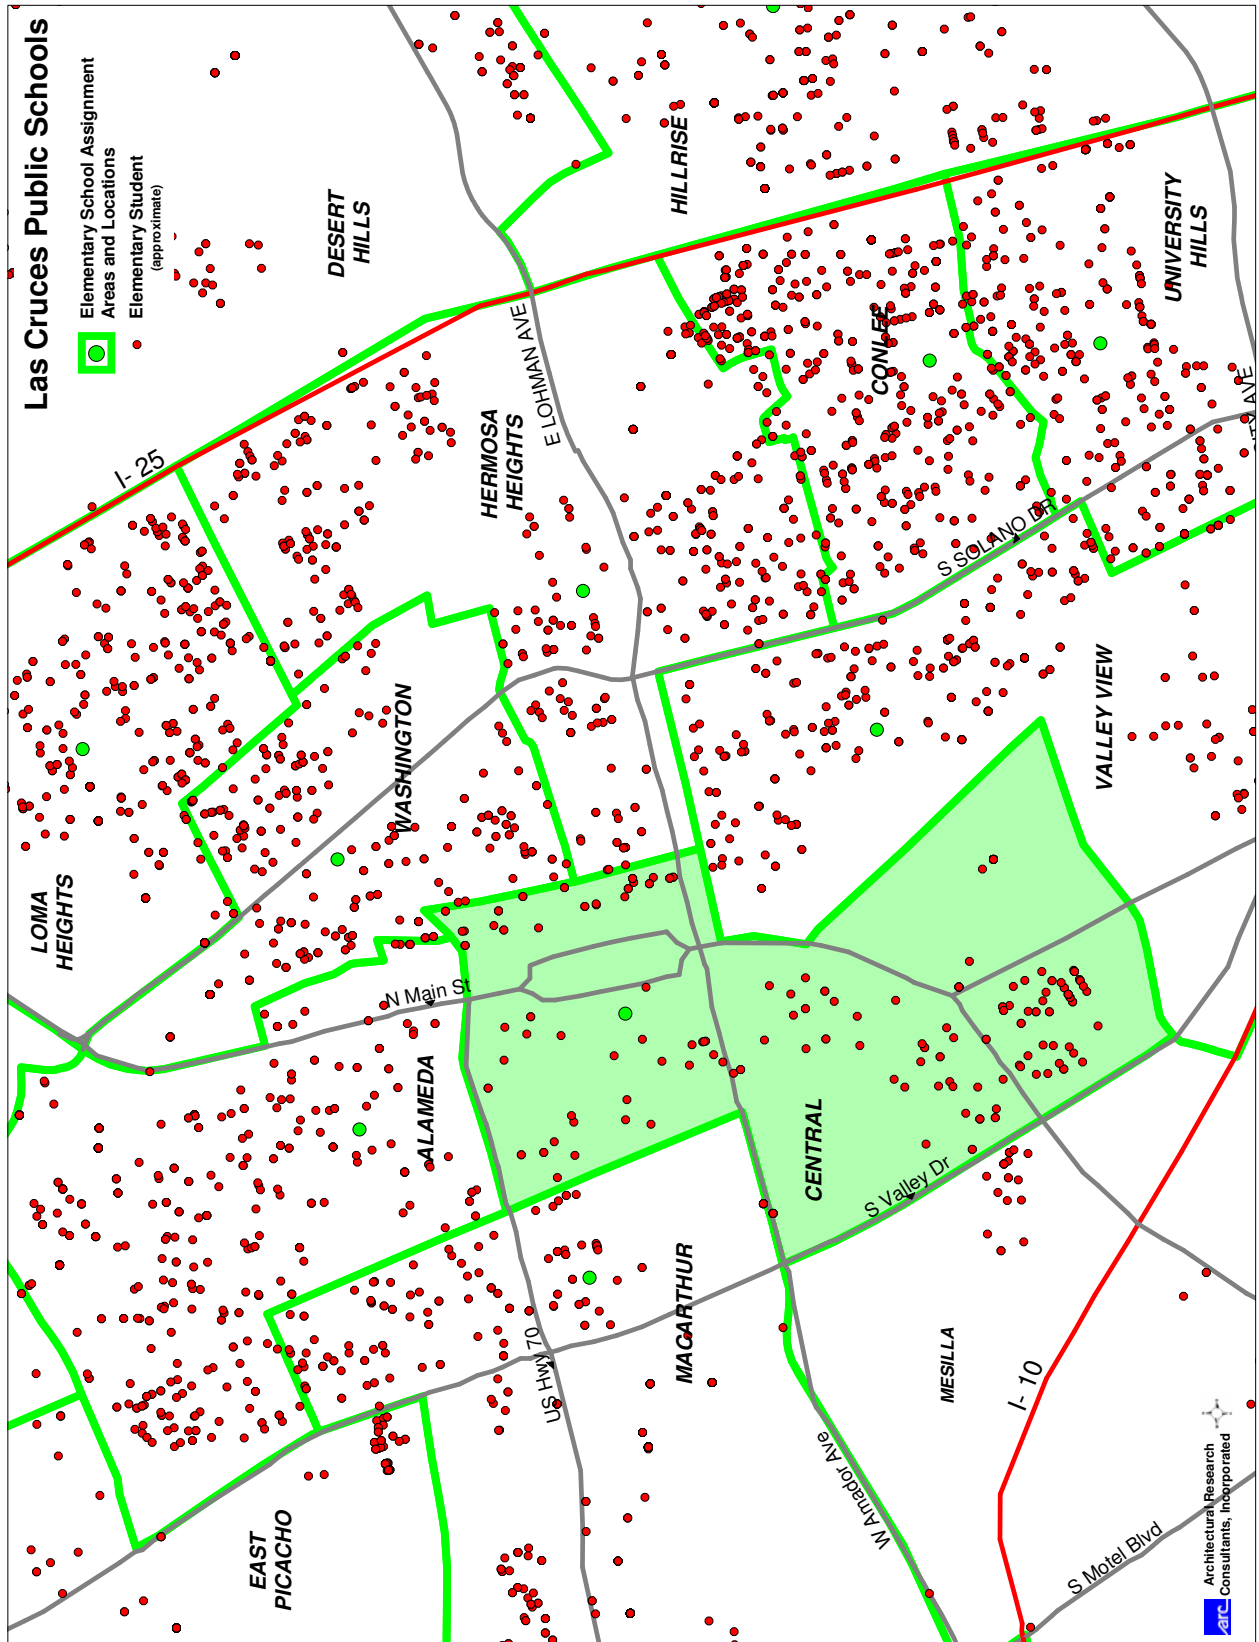 Las Cruces Public Schools
Elementary School Assignment
Areas and Locations
Elementary Student
(approximate)
DESERT
HILLS
HILLRISE
UNIVERSITY
HILLS
I- 25
E LOHMAN AVE
HERMOSA
HEIGHTS
CONLEE
S SOLANO DR
AVE
LOMA
HEIGHTS
WASHINGTON
VALLEY VIEW
N Main St
ALAMEDA
CENTRAL
S Valley Dr
MACARTHUR
US Hwy 70
MESILLA
I- 10
EAST
PICACHO
W Amador Ave
S Motel Blvd
arc
Architectural Research
Consultants, Incorporated